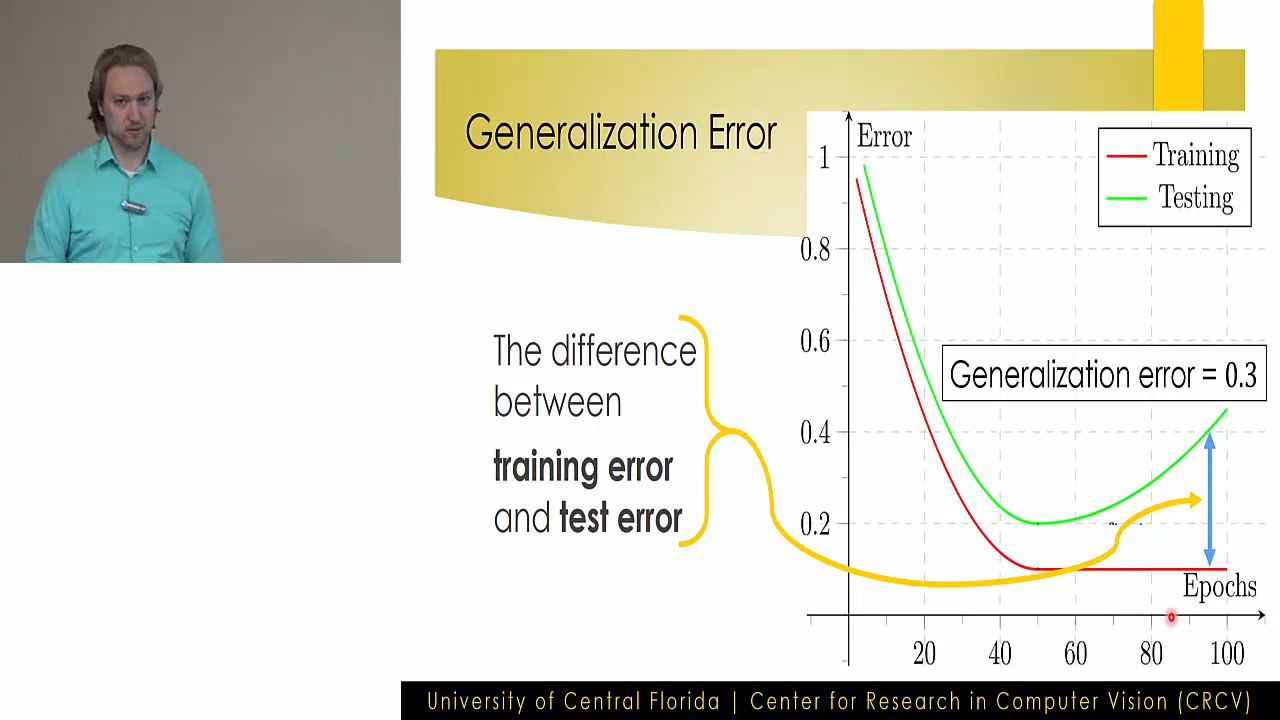 Generalization Error
The difference
between
training error
and test error
Error
Training
Testing
1
0.8
0.6
0.4
0.2
Generalization error = 0.3
Epochs
20 40 60 80 100
University of Central Florida | Center for Research in Computer Vision (CRCV)